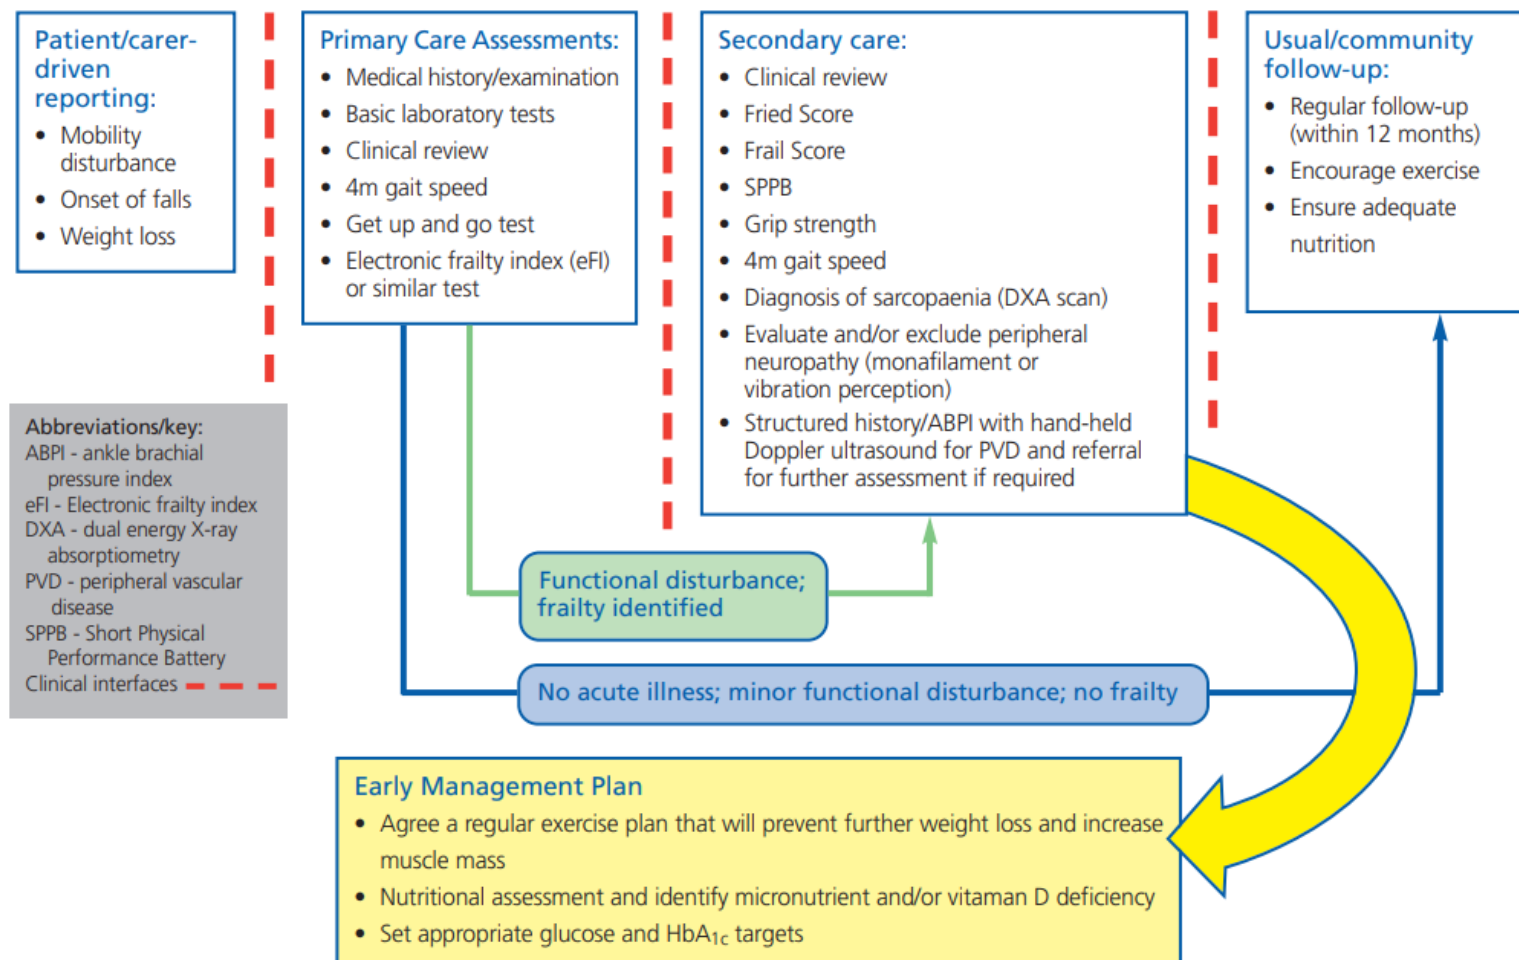 Patient/carer-
driven
reporting:
• Mobility
disturbance
• Onset of falls
• Weight loss
Primary Care Assessments:
• Medical history/examination
• Basic laboratory tests
• Clinical review
• 4m gait speed
• Get up and go test
• Electronic frailty index (eFI)
or similar test
Secondary care:
• Clinical review
• Fried Score
• Frail Score
• SPPB
• Grip strength
• 4m gait speed
• Diagnosis of sarcopaenia (DXA scan)
• Evaluate and/or exclude peripheral
neuropathy (monafilament or
vibration perception)
• Structured history/ABPI with hand-held
Doppler ultrasound for PVD and referral
for further assessment if required
Usual/community
follow-up:
• Regular follow-up
(within 12 months)
• Encourage exercise
• Ensure adequate
nutrition
Abbreviations/key:
ABPI - ankle brachial
pressure index
eFI - Electronic frailty index
DXA - dual energy X-ray
absorptiometry
PVD - peripheral vascular
disease
SPPB - Short Physical
Performance Battery
Clinical interfaces
Functional disturbance;
frailty identified
No acute illness; minor functional disturbance; no frailty
Early Management Plan
• Agree a regular exercise plan that will prevent further weight loss and increase
muscle mass
• Nutritional assessment and identify micronutrient and/or vitaman D deficiency
• Set appropriate glucose and HbA1c targets